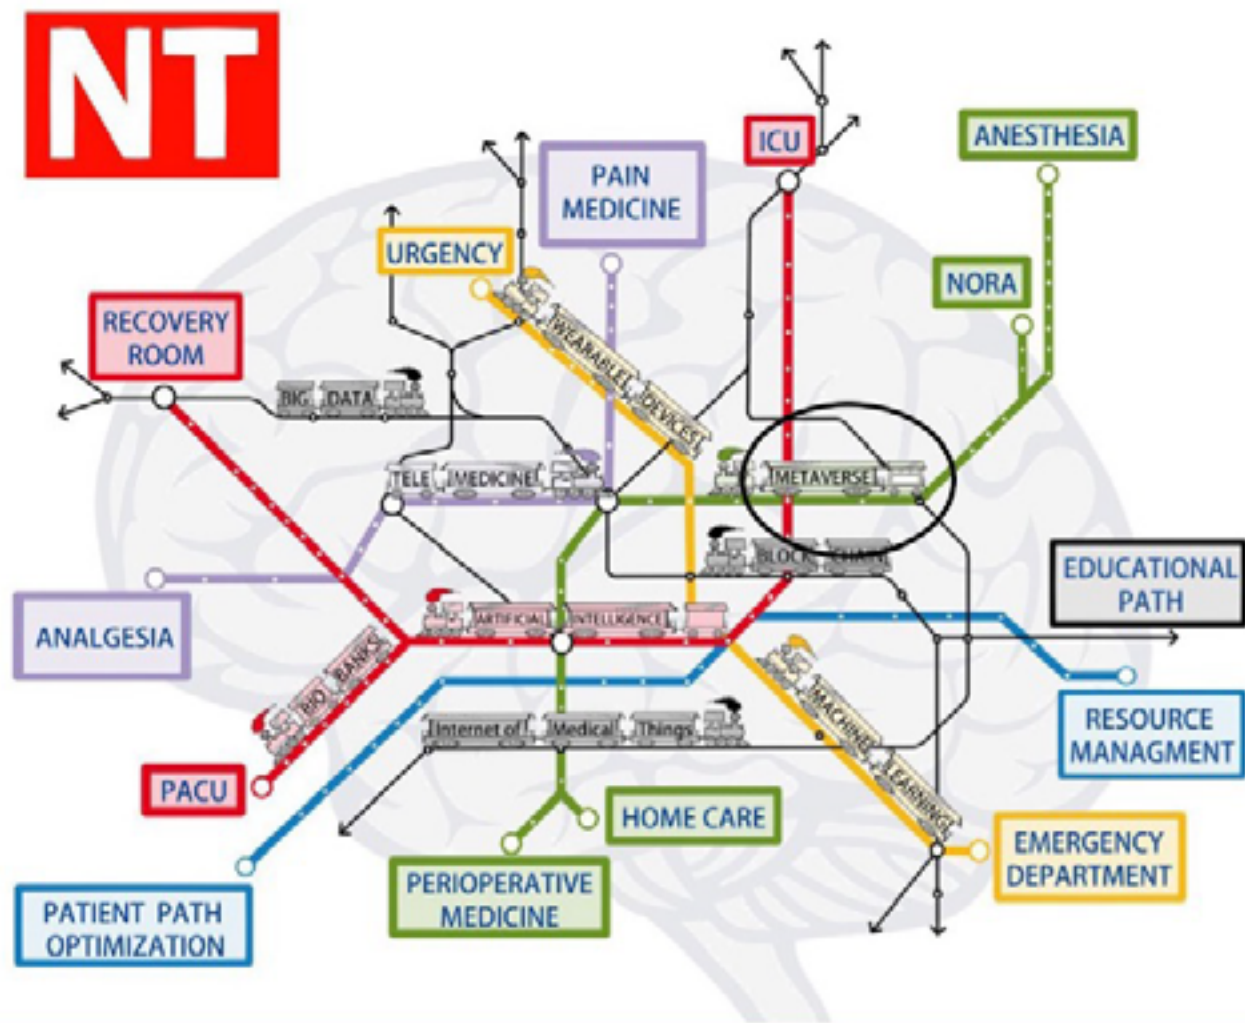 NT
ICU
ANESTHESIA
PAIN
MEDICINE
URGENCY
NORA
RECOVERY
ROOM
WEARABLE DEVICES
BIG DATA
TELE MEDICINE
METAVERSE
BLOCK CHAIN
EDUCATIONAL
PATH
ANALGESIA
ARTIFICIAL INTELLIGENCE
BIO BANKS
MACHINE LEARNING
Internet of Medical Things
RESOURCE
MANAGMENT
PACU
HOME CARE
EMERGENCY
DEPARTMENT
PERIOPERATIVE
MEDICINE
PATIENT PATH
OPTIMIZATION